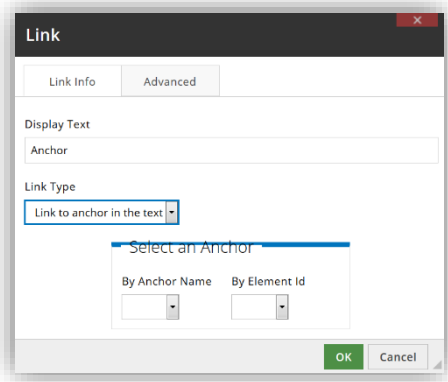 Link
Link Info Advanced
Display Text
Anchor
Link Type
Link to anchor in the text
Select an Anchor
By Anchor Name By Element Id
OK Cancel